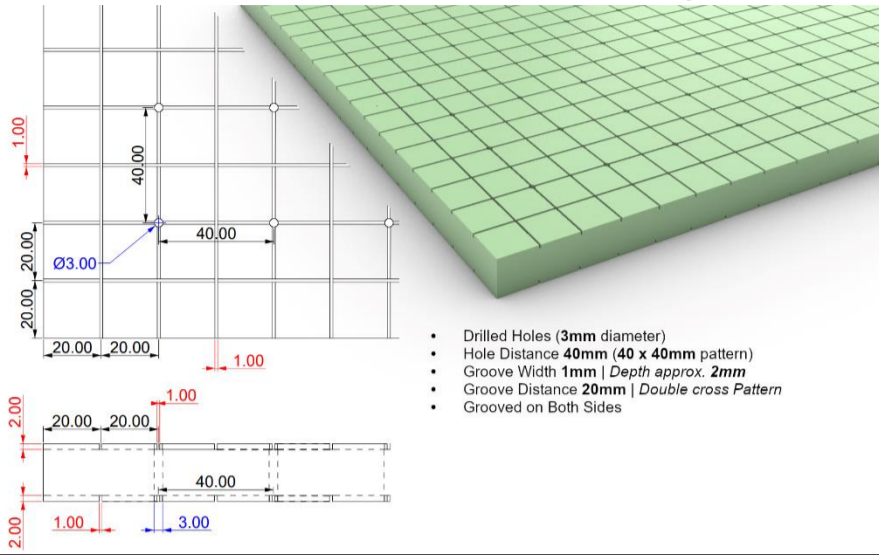 1.00
40.00
40.00
Ø3.00
20.00
20.00
20.00 20.00
1.00
• Drilled Holes (3mm diameter)
• Hole Distance 40mm (40 x 40mm pattern)
• Groove Width 1mm | Depth approx. 2mm
• Groove Distance 20mm | Double cross Pattern
• Grooved on Both Sides
1.00
2.00
20.00 20.00
40.00
2.00
1.00
3.00